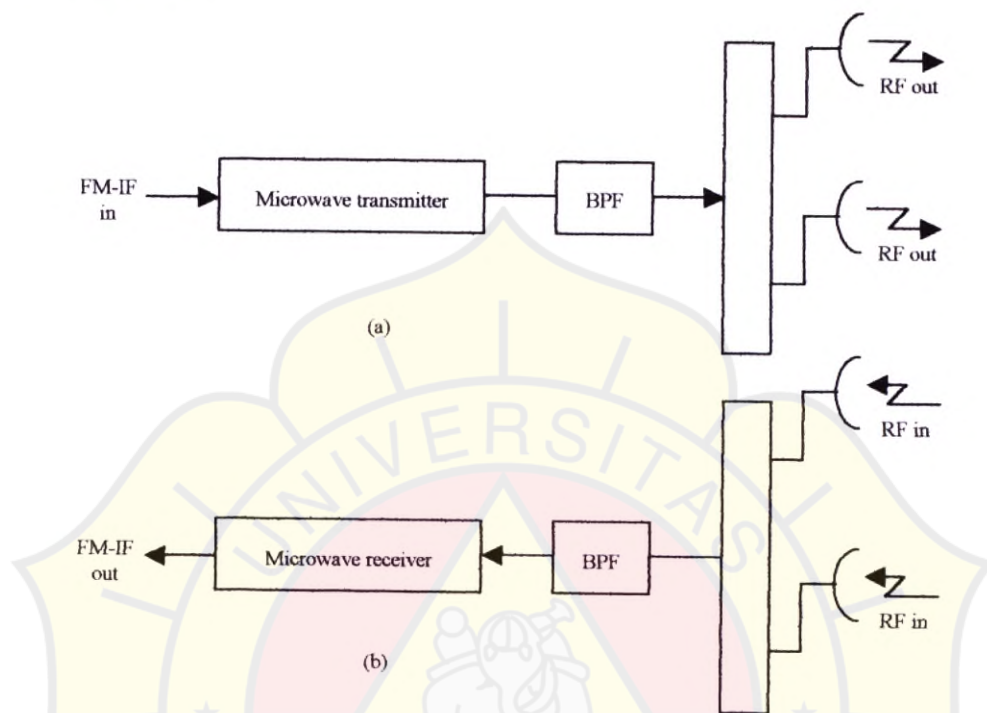 RF out
FM-IF
in
Microwave transmitter
BPF
RF out
(a)
RF in
UNIVERSITAS
FM-IF
out
Microwave receiver
BPF
RF in
(b)